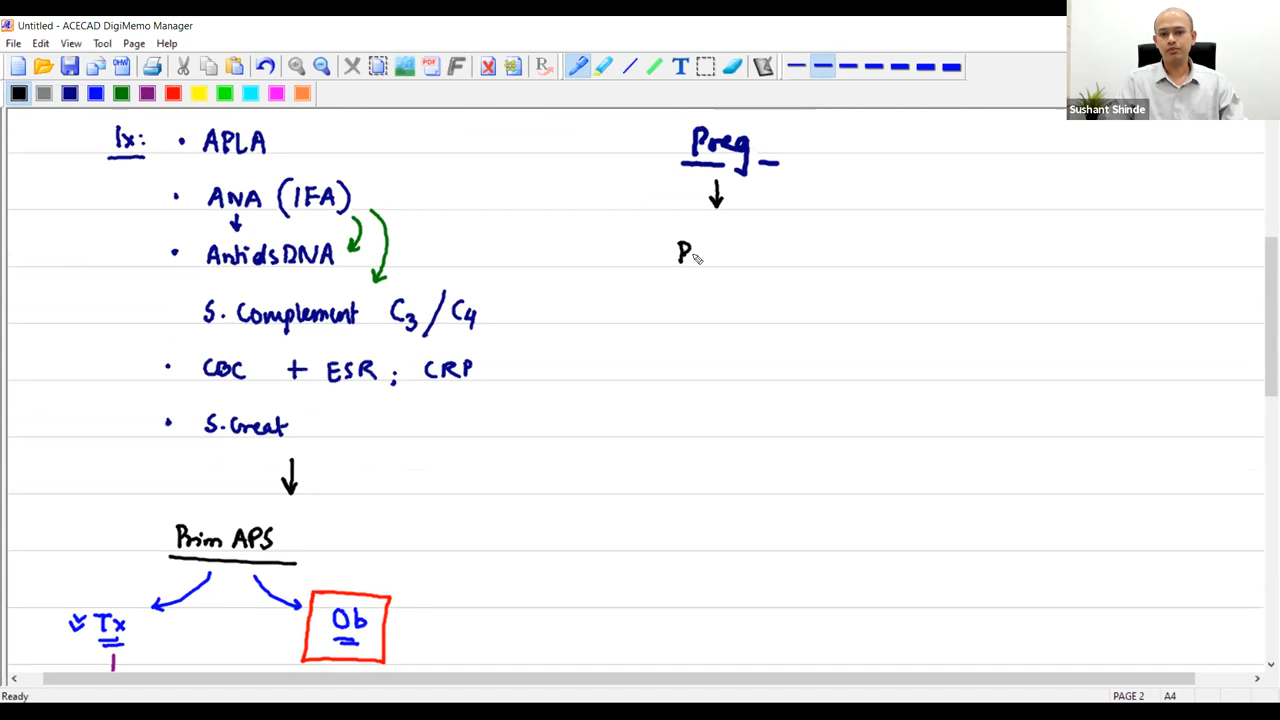 Untitled - ACECAD DigiMemo Manager
File Edit View Tool Page Help
Sushant Shinde
Ix: • APLA
• ANA (IFA)
• AntidsDNA
S. Complement C3/C4
• CBC + ESR ; CRP
• S. Creat
Prim APS
Tx
Ob
Preg
P
Ready
PAGE 2 A4